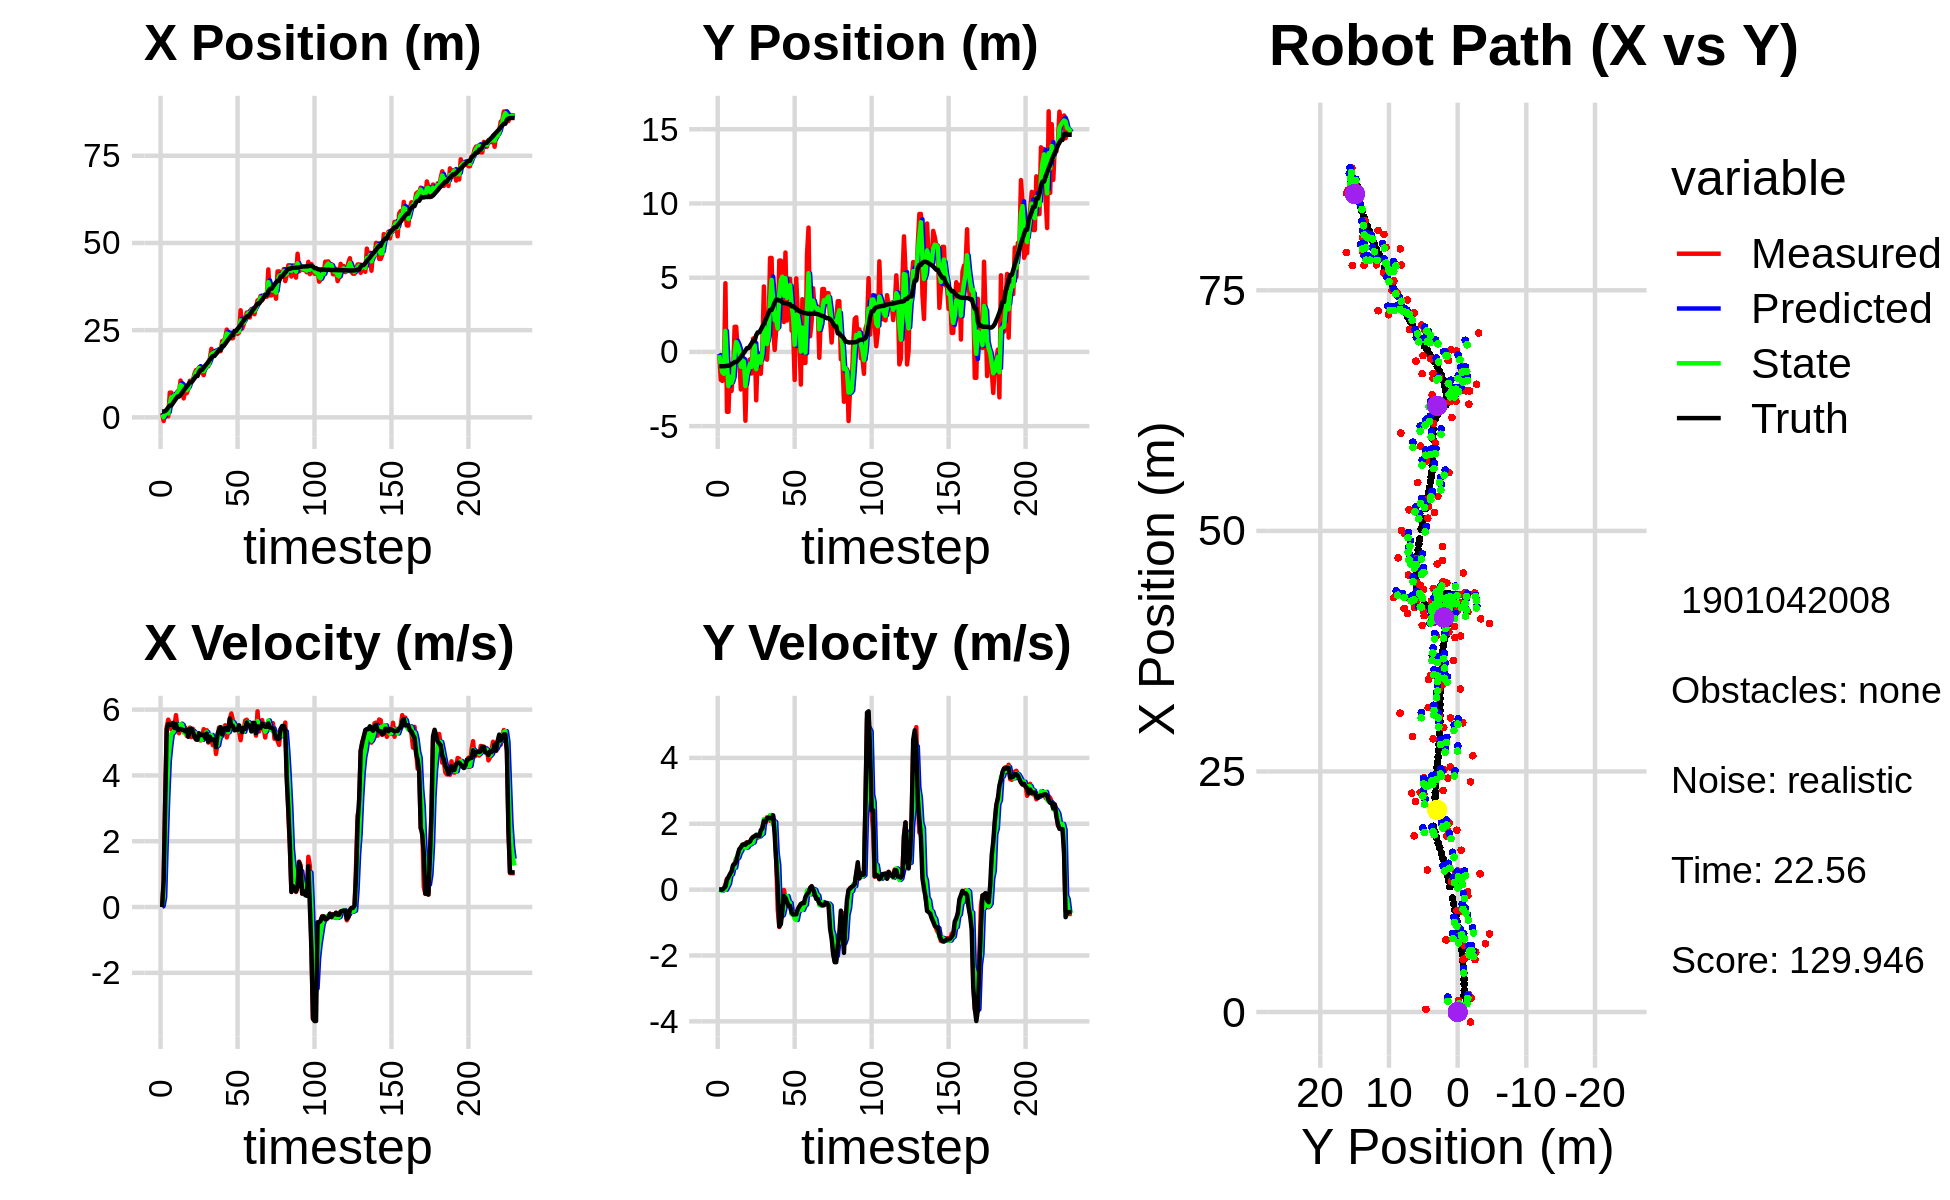 X Position (m)
75
50
25
0
0
50
100
150
200
timestep
Y Position (m)
15
10
5
0
-5
0
50
100
150
200
timestep
X Velocity (m/s)
6
4
2
0
-2
0
50
100
150
200
timestep
Y Velocity (m/s)
4
2
0
-2
-4
0
50
100
150
200
timestep
Robot Path (X vs Y)
X Position (m)
75
50
25
0
20 10 0 -10 -20
Y Position (m)
variable
Measured
Predicted
State
Truth
1901042008
Obstacles: none
Noise: realistic
Time: 22.56
Score: 129.946